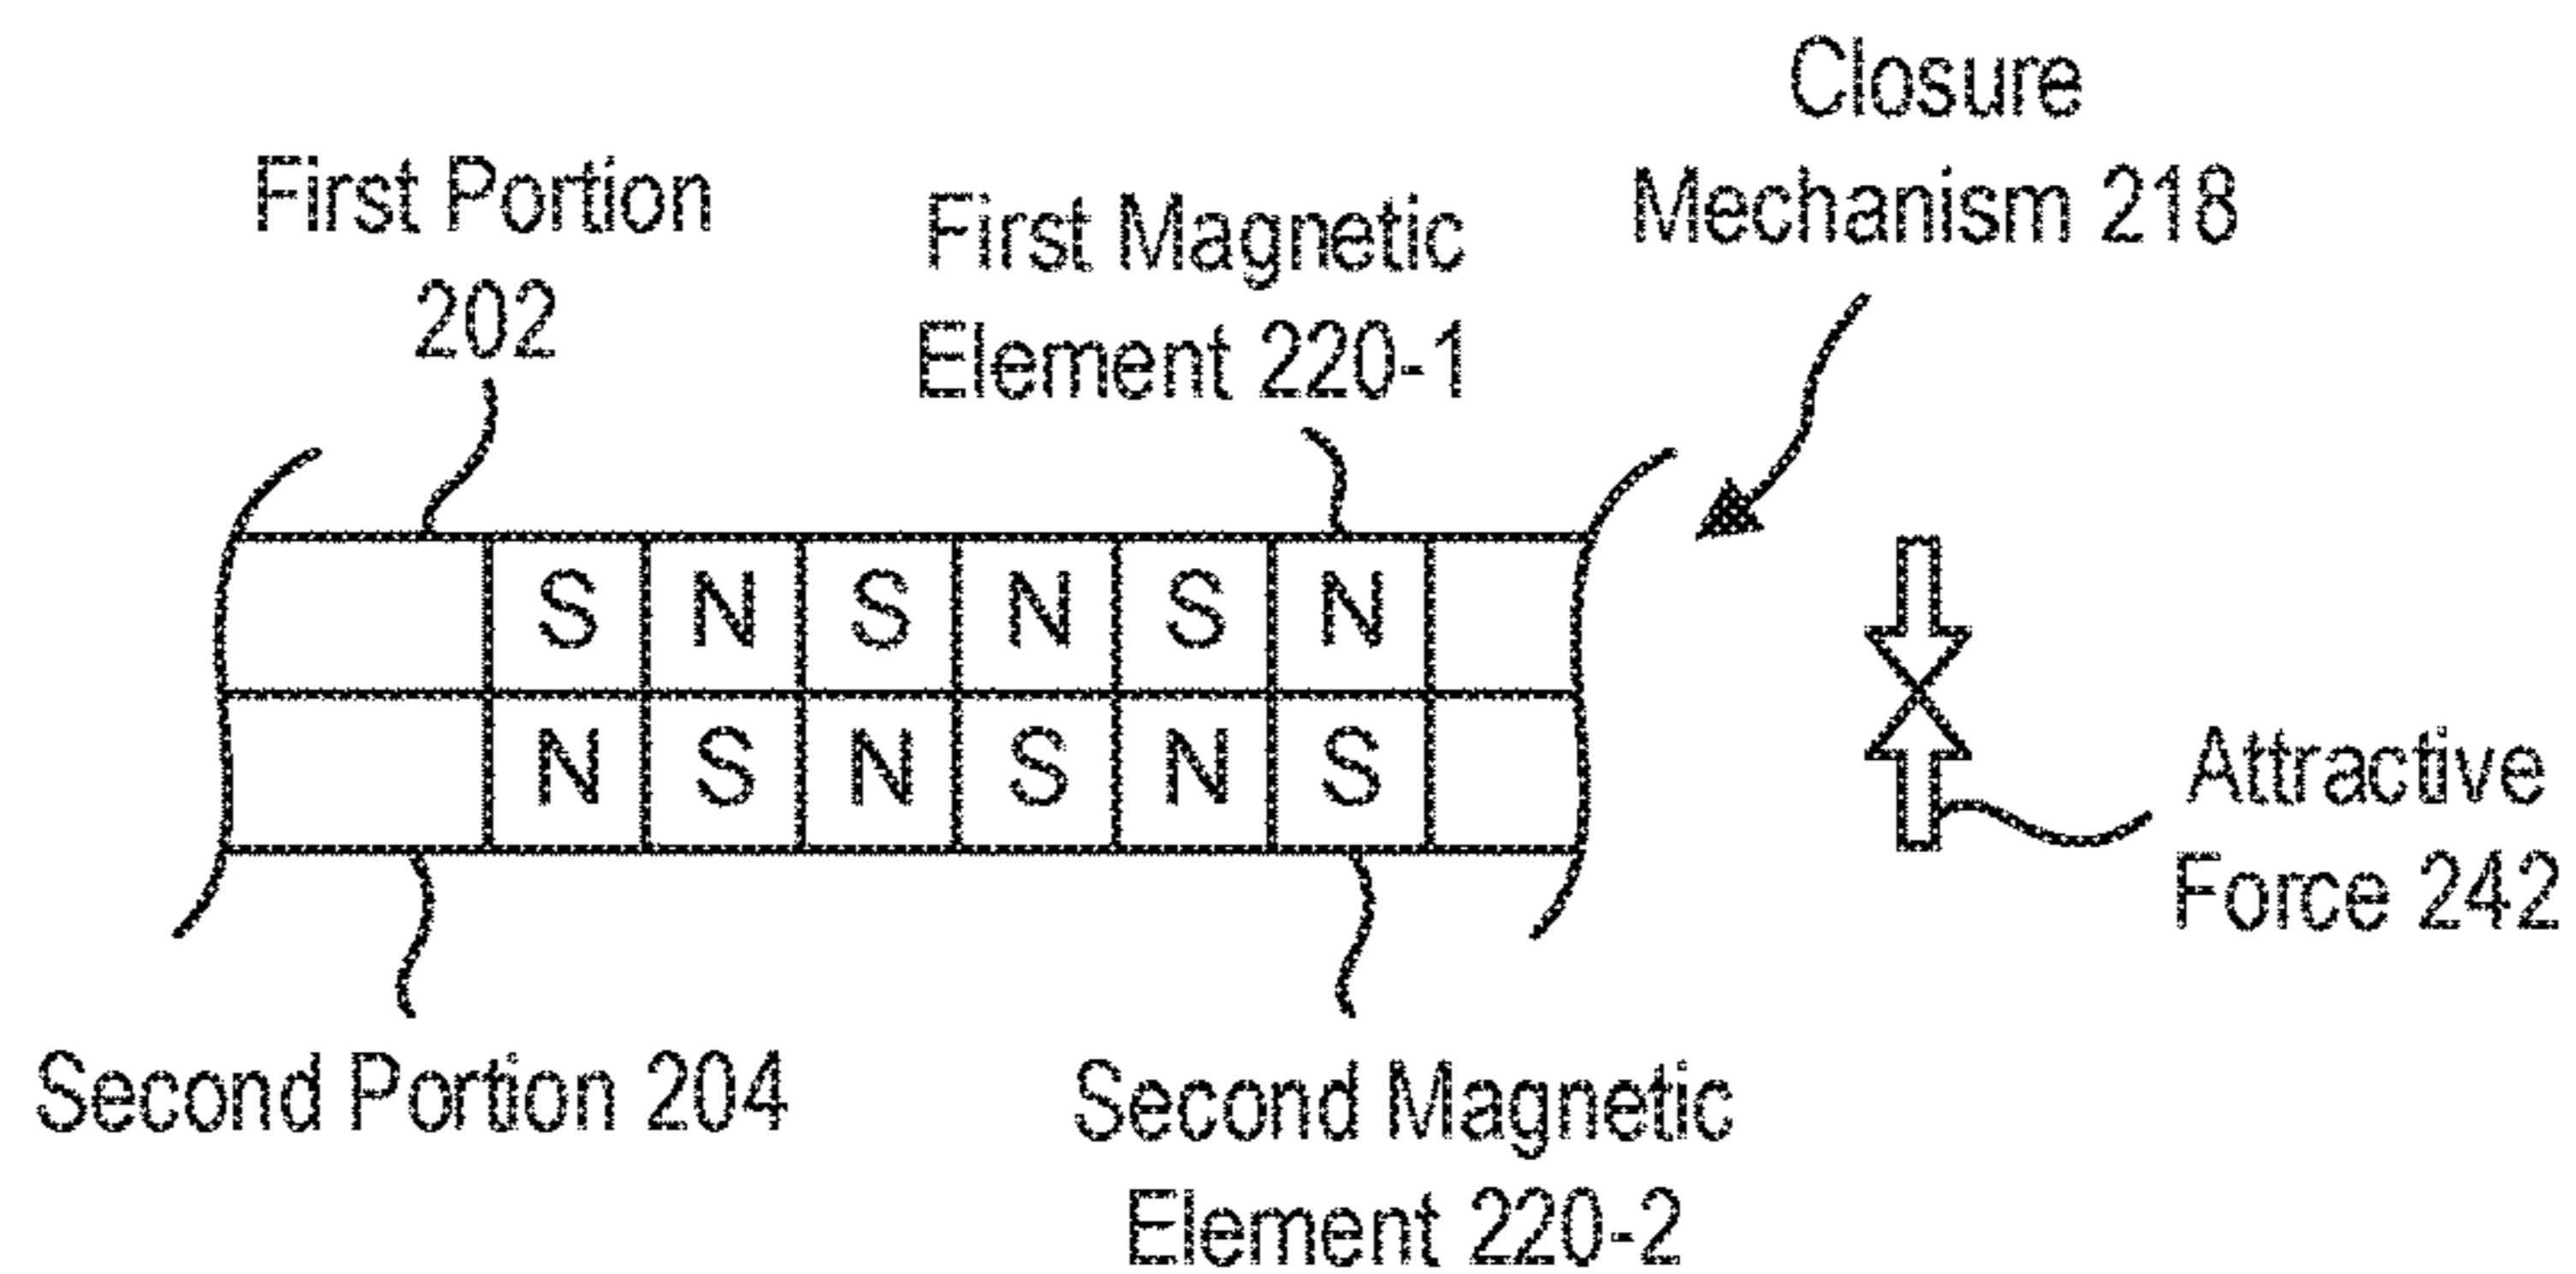 Closure
Mechanism 218
First Portion
202
First Magnetic
Element 220-1
S N S N S N
N S N S N S
Attractive
Force 242
Second Portion 204
Second Magnetic
Element 220-2